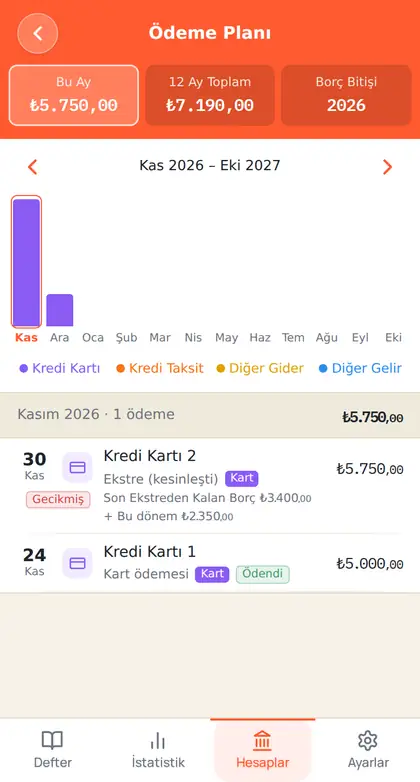 Ödeme Planı
Bu Ay
₺5.750,00
12 Ay Toplam
₺7.190,00
Borç Bitişi
2026
Kas 2026 – Eki 2027
Kas Ara Oca Şub Mar Nis May Haz Tem Ağu Eyl Eki
Kredi Kartı Kredi Taksit Diğer Gider Diğer Gelir
Kasım 2026 · 1 ödeme ₺5.750,00
30 Kas
Gecikmiş
Kredi Kartı 2
₺5.750,00
Ekstre (kesinleşti) Kart
Son Ekstreden Kalan Borç ₺3.400,00
+ Bu dönem ₺2.350,00
24 Kas
Kredi Kartı 1
₺5.000,00
Kart ödemesi Kart Ödendi
Defter İstatistik Hesaplar Ayarlar